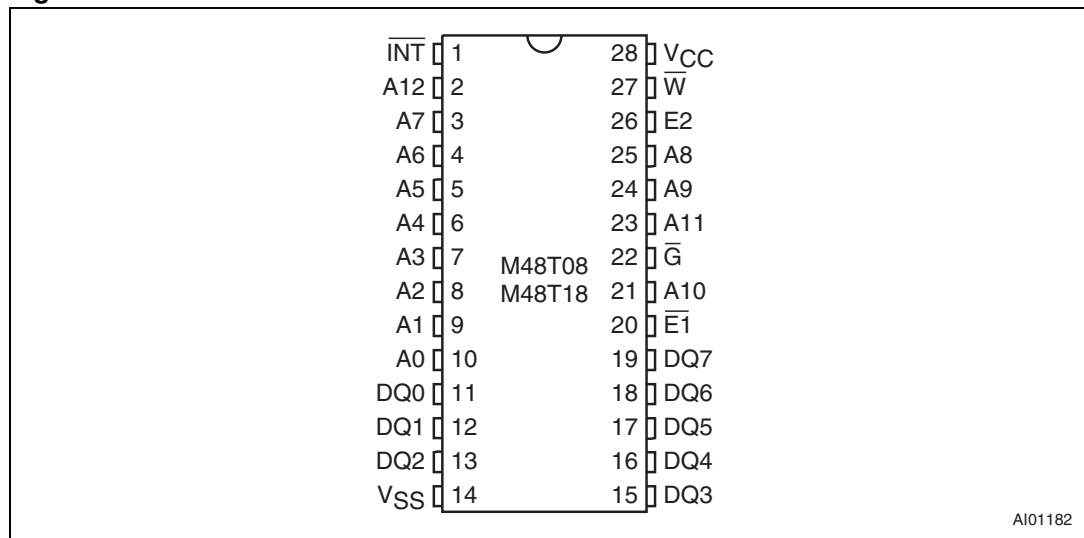 I̅N̅T̅ 1 28 VCC
A12 2 27 W̅
A7 3 26 E2
A6 4 25 A8
A5 5 24 A9
A4 6 23 A11
A3 7 22 G̅
M48T08
A2 8 M48T18 21 A10
A1 9 20 E̅1̅
A0 10 19 DQ7
DQ0 11 18 DQ6
DQ1 12 17 DQ5
DQ2 13 16 DQ4
VSS 14 15 DQ3
AI01182